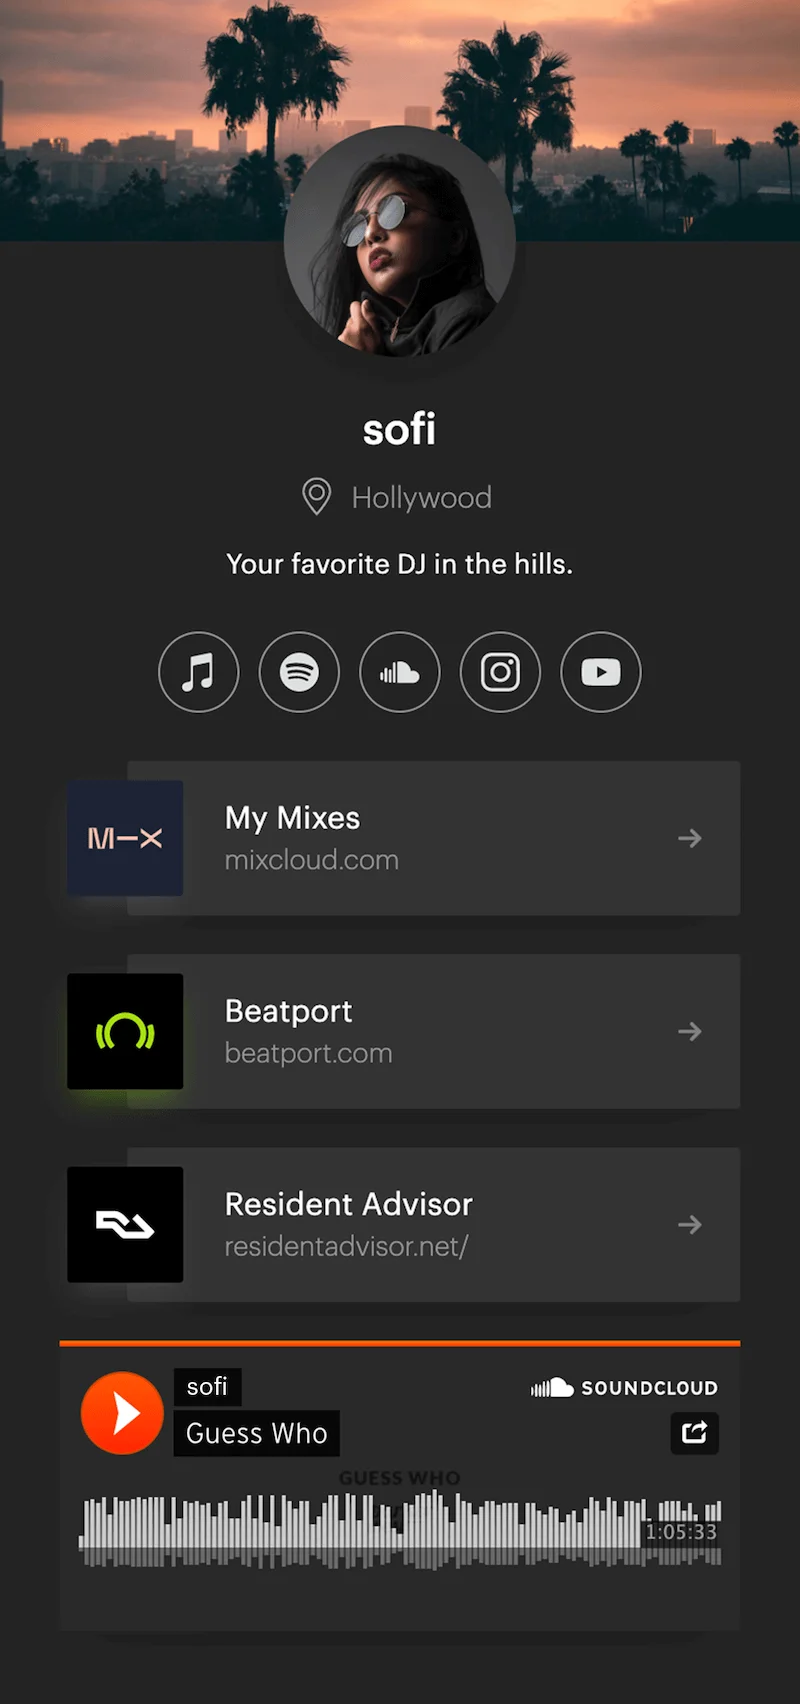 sofi
Hollywood
Your favorite DJ in the hills.
M—X
My Mixes
mixcloud.com
Beatport
beatport.com
Resident Advisor
residentadvisor.net/
sofi
SOUNDCLOUD
Guess Who
GUESS WHO
1:05:33